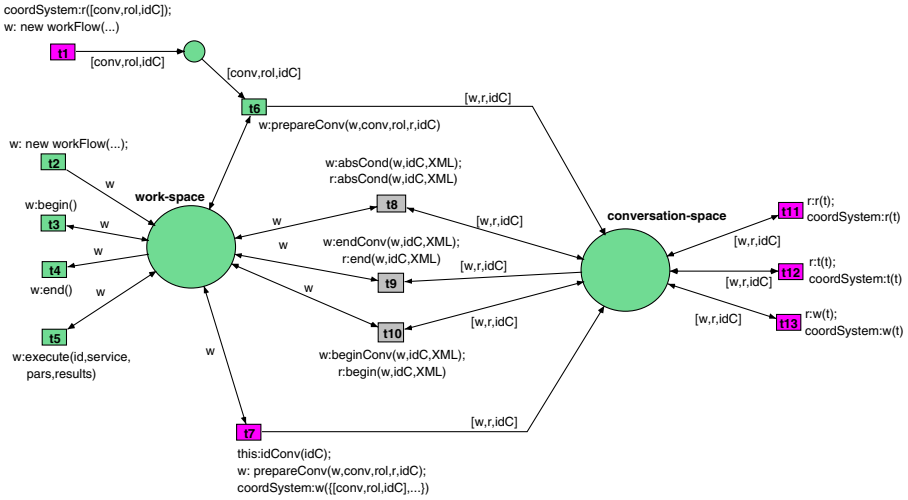 coordSystem:r([conv,rol,idC]);
w: new workFlow(...)
t1
[conv,rol,idC]
[conv,rol,idC]
t6
[w,r,idC]
w:prepareConv(w,conv,rol,r,idC)
w: new workFlow(...);
t2
w
w:begin()
t3
w
t4
w
w:end()
w
t5
w:execute(id,service,
pars,results)
work-space
w:absCond(w,idC,XML);
r:absCond(w,idC,XML)
t8
w
[w,r,idC]
w
w:endConv(w,idC,XML);
r:end(w,idC,XML)
t9
[w,r,idC]
w
t10
[w,r,idC]
w:beginConv(w,idC,XML);
r:begin(w,idC,XML)
conversation-space
t11
r:r(t);
coordSystem:r(t)
[w,r,idC]
t12
r:t(t);
coordSystem:t(t)
[w,r,idC]
t13
r:w(t);
coordSystem:w(t)
[w,r,idC]
w
t7
[w,r,idC]
this:idConv(idC);
w: prepareConv(w,conv,rol,r,idC);
coordSystem:w({[conv,rol,idC],...})